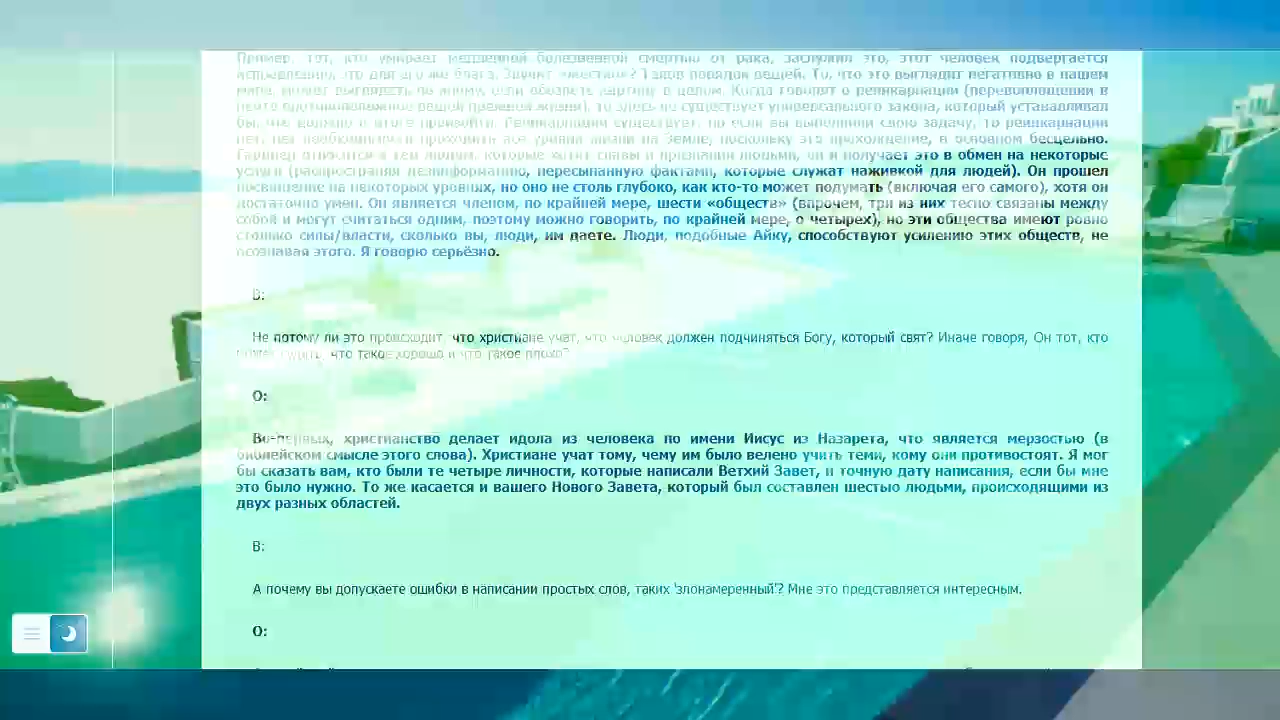 Пример, тот, кто умирает медленной болезненной смертью от рака, заслужил это, этот человек подвергается
испытанию, это для его же блага. Звучит «жестоко»? Таков порядок вещей. То, что это выглядит негативно в вашем
мире, может выглядеть по иному, если обозреть картину в целом. Когда говорят о реинкарнации (перевоплощении в
нечто противоположное вещей прежней жизни), то здесь не существует универсального закона, который устанавливал
бы, что должно в итоге произойти. Реинкарнация существует, но если вы выполнили свою задачу, то реинкарнации
нет, нет необходимости проходить все уровни жизни на Земле, поскольку это прохождение, в основном бесцельно.
относится к тем людям, которые хотят славы и признания людьми, он и получает это в обмен на некоторые
услуги (распространяя дезинформацию, пересыпанную фактами, которые служат наживкой для людей). Он прошел
посвящение на некоторых уровнях, но оно не столь глубоко, как кто-то может подумать (включая его самого), хотя он
достаточно умен. Он является членом, по крайней мере, шести «обществ» (впрочем, три из них тесно связаны между
собой и могут считаться одним, поэтому можно говорить, по крайней мере, о четырех), но эти общества имеют ровно
столько силы/власти, сколько вы, люди, им даете. Люди, подобные Айку, способствуют усилению этих обществ, не
осознавая этого. Я говорю серьёзно.
В:
Не потому ли это происходит, что христиане учат, что человек должен подчиняться Богу, который свят? Иначе говоря, Он тот, кто
может судить, что такое хорошо и что такое плохо?
О:
Во-первых, христианство делает идола из человека по имени Иисус из Назарета, что является мерзостью (в
библейском смысле этого слова). Христиане учат тому, чему им было велено учить теми, кому они противостоят. Я мог
бы сказать вам, кто были те четыре личности, которые написали Ветхий Завет, и точную дату написания, если бы мне
это было нужно. То же касается и вашего Нового Завета, который был составлен шестью людьми, происходящими из
двух разных областей.
В:
А почему вы допускаете ошибки в написании простых слов, таких 'злонамеренный'? Мне это представляется интересным.
О: